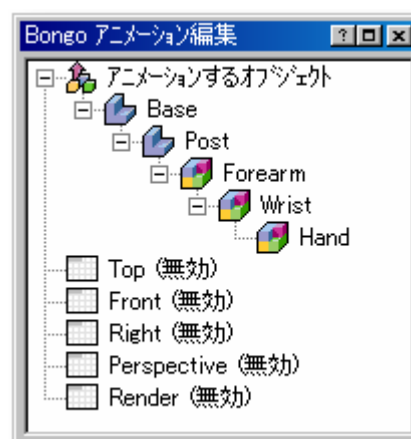 Bongo アニメーション編集
アニメーションするオブジェクト
Base
Post
Forearm
Wrist
Hand
Top (無効)
Front (無効)
Right (無効)
Perspective (無効)
Render (無効)